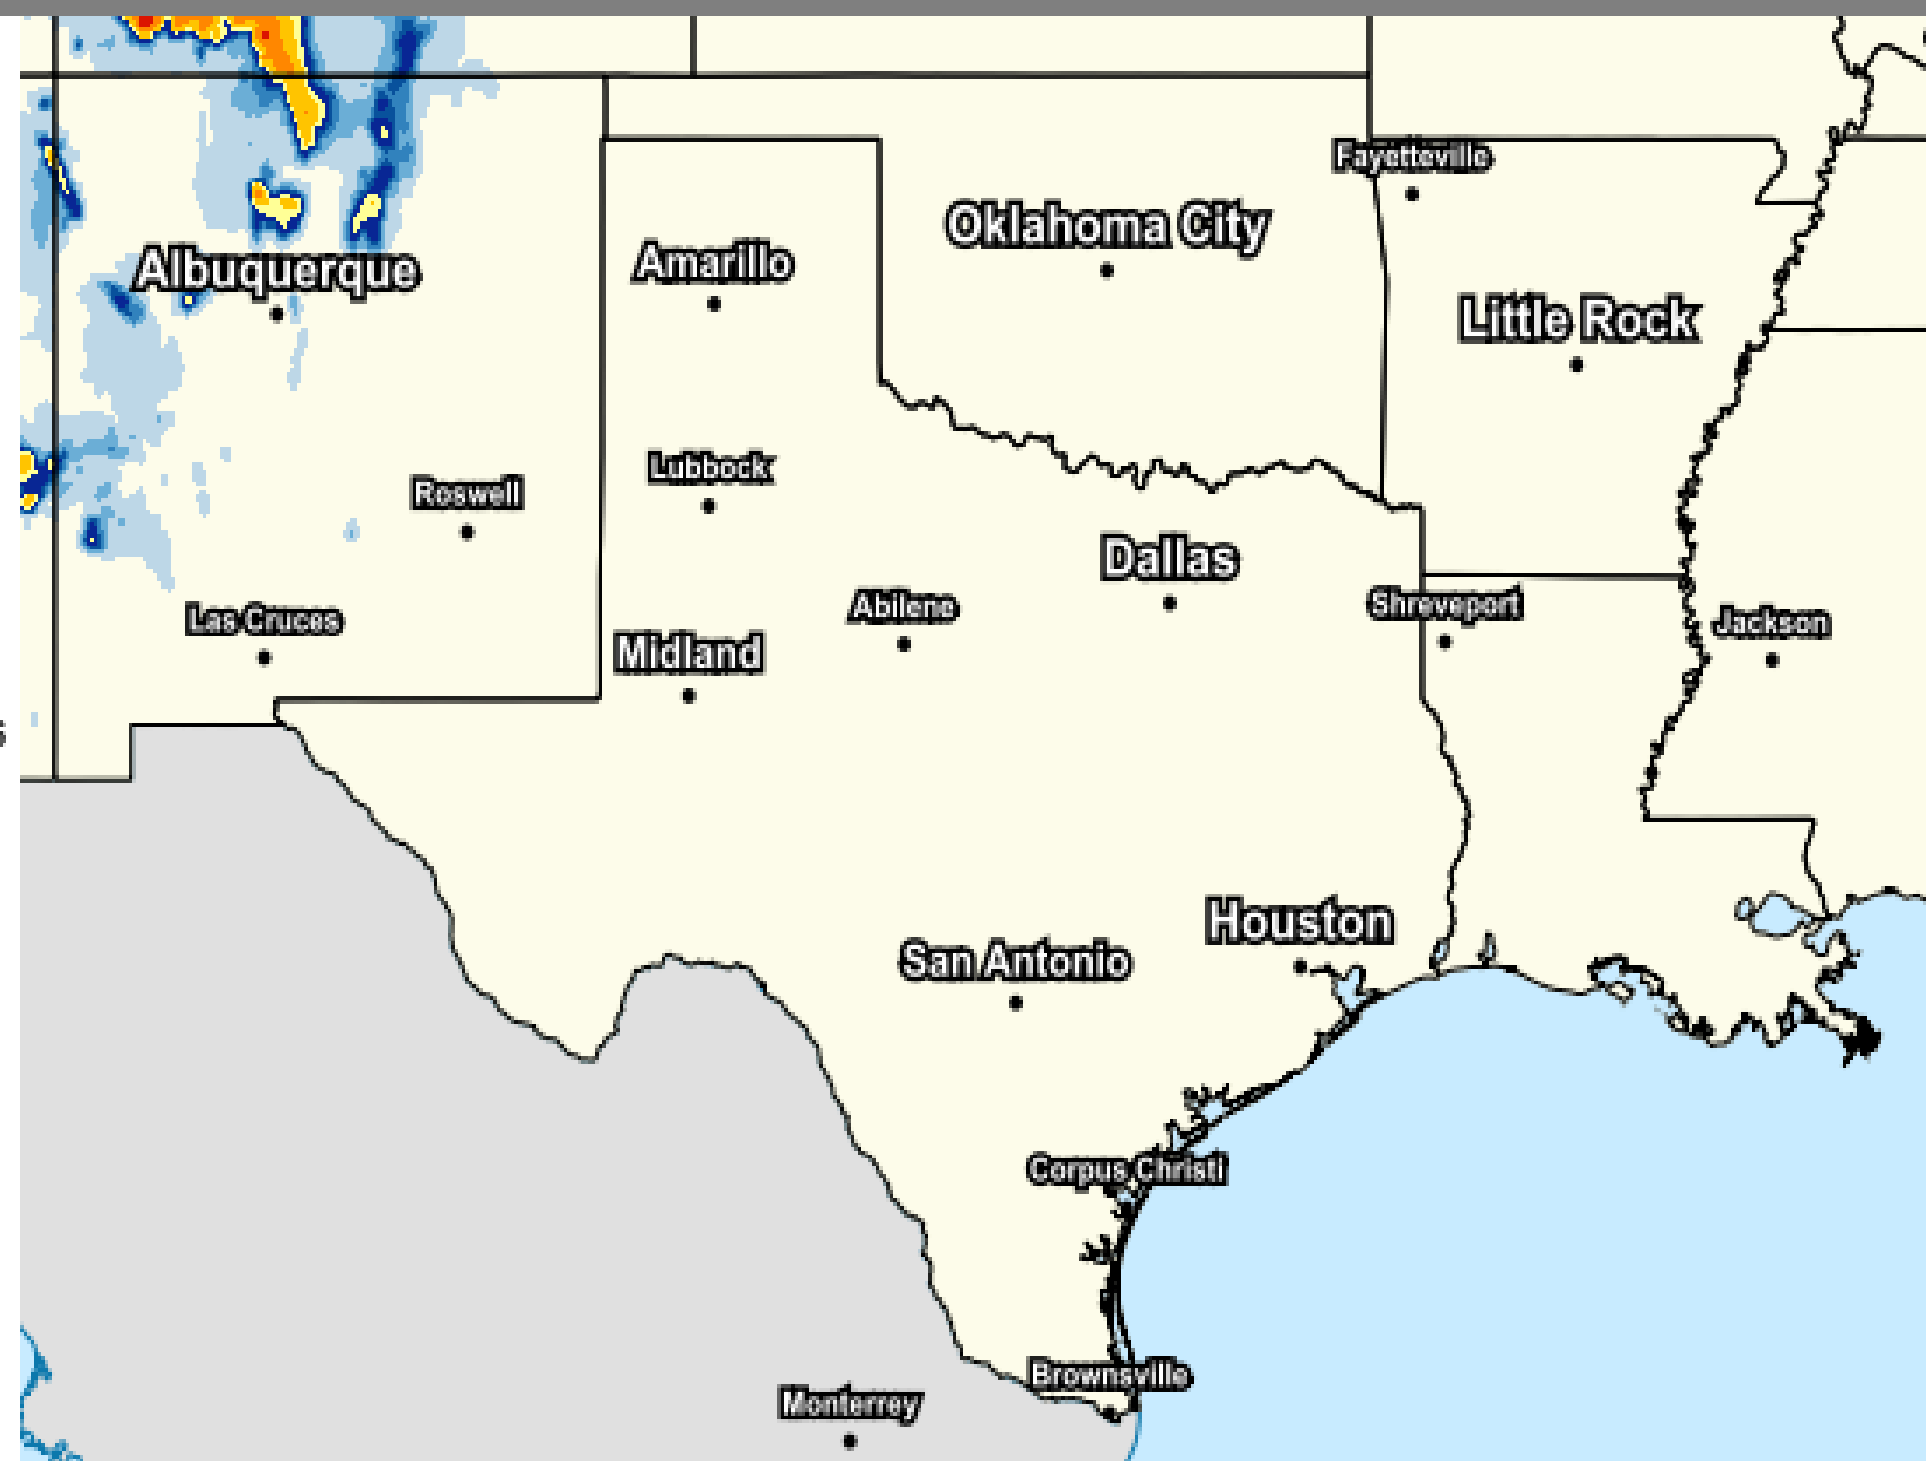 Fayetteville
Oklahoma City
Albuquerque
Amarillo
Little Rock
Lubbock
Roswell
Dallas
Abilene
Shreveport
Las Cruces
Jackson
Midland
s
Houston
San Antonio
Corpus Christi
Brownsville
Monterrey